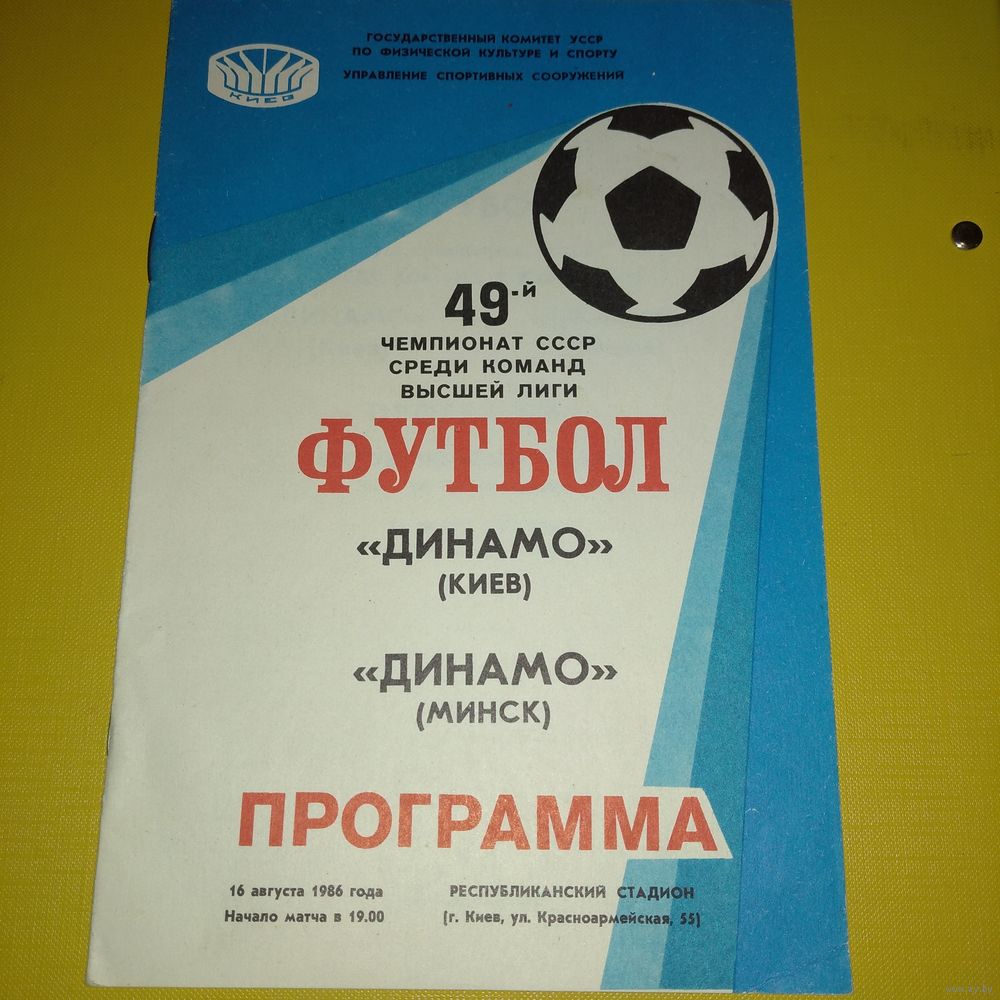 КИЕВ
ГОСУДАРСТВЕННЫЙ КОМИТЕТ УССР
ПО ФИЗИЧЕСКОЙ КУЛЬТУРЕ И СПОРТУ
УПРАВЛЕНИЕ СПОРТИВНЫХ СООРУЖЕНИЙ
49-й
ЧЕМПИОНАТ СССР
СРЕДИ КОМАНД
ВЫСШЕЙ ЛИГИ
ФУТБОЛ
«ДИНАМО»
(КИЕВ)
«ДИНАМО»
(МИНСК)
ПРОГРАММА
16 августа 1986 года
Начало матча в 19.00
РЕСПУБЛИКАНСКИЙ СТАДИОН
(г. Киев, ул. Красноармейская, 55)